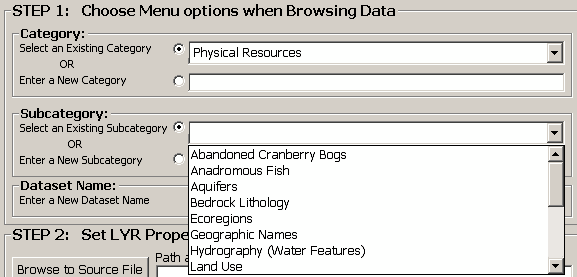 STEP 1: Choose Menu options when Browsing Data
Category:
Select an Existing Category
Physical Resources
OR
Enter a New Category
Subcategory:
Select an Existing Subcategory
OR
Enter a New Subcategory
Abandoned Cranberry Bogs
Anadromous Fish
Aquifers
Bedrock Lithology
Ecoregions
Geographic Names
Hydrography (Water Features)
Land Use
Dataset Name:
Enter a New Dataset Name
STEP 2: Set LYR Prope
Path a
Browse to Source File